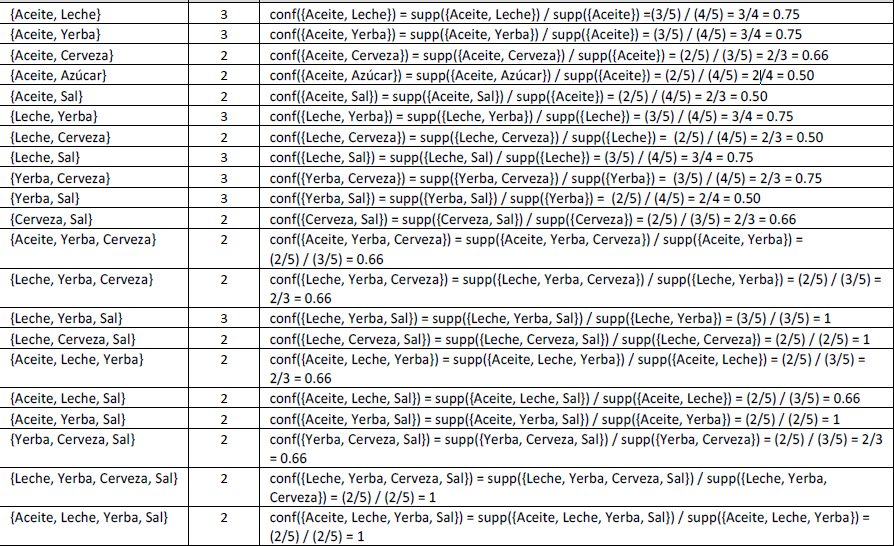 {Aceite, Leche} 3 conf({Aceite, Leche}) = supp({Aceite, Leche}) / supp({Aceite}) =(3/5) / (4/5) = 3/4 = 0.75
{Aceite, Yerba} 3 conf({Aceite, Yerba}) = supp({Aceite, Yerba}) / supp({Aceite}) = (3/5) / (4/5) = 3/4 = 0.75
{Aceite, Cerveza} 2 conf({Aceite, Cerveza}) = supp({Aceite, Cerveza}) / supp({Aceite}) = (2/5) / (3/5) = 2/3 = 0.66
{Aceite, Azúcar} 2 conf({Aceite, Azúcar}) = supp({Aceite, Azúcar}) / supp({Aceite}) = (2/5) / (4/5) = 2/4 = 0.50
{Aceite, Sal} 2 conf({Aceite, Sal}) = supp({Aceite, Sal}) / supp({Aceite}) = (2/5) / (4/5) = 2/3 = 0.50
{Leche, Yerba} 3 conf({Leche, Yerba}) = supp({Leche, Yerba}) / supp({Leche}) = (3/5) / (4/5) = 3/4 = 0.75
{Leche, Cerveza} 2 conf({Leche, Cerveza}) = supp({Leche, Cerveza}) / supp({Leche}) = (2/5) / (4/5) = 2/3 = 0.50
{Leche, Sal} 3 conf({Leche, Sal}) = supp({Leche, Sal) / supp({Leche}) = (3/5) / (4/5) = 3/4 = 0.75
{Yerba, Cerveza} 3 conf({Yerba, Cerveza}) = supp({Yerba, Cerveza}) / supp({Yerba}) = (3/5) / (4/5) = 2/3 = 0.75
{Yerba, Sal} 3 conf({Yerba, Sal}) = supp({Yerba, Sal}) / supp({Yerba}) = (2/5) / (4/5) = 2/4 = 0.50
{Cerveza, Sal} 2 conf({Cerveza, Sal}) = supp({Cerveza, Sal}) / supp({Cerveza}) = (2/5) / (3/5) = 2/3 = 0.66
{Aceite, Yerba, Cerveza} 2 conf({Aceite, Yerba, Cerveza}) = supp({Aceite, Yerba, Cerveza}) / supp({Aceite, Yerba}) =
(2/5) / (3/5) = 0.66
{Leche, Yerba, Cerveza} 2 conf({Leche, Yerba, Cerveza}) = supp({Leche, Yerba, Cerveza}) / supp({Leche, Yerba}) = (2/5) / (3/5) =
2/3 = 0.66
{Leche, Yerba, Sal} 3 conf({Leche, Yerba, Sal}) = supp({Leche, Yerba, Sal}) / supp({Leche, Yerba}) = (3/5) / (3/5) = 1
{Leche, Cerveza, Sal} 2 conf({Leche, Cerveza, Sal}) = supp({Leche, Cerveza, Sal}) / supp({Leche, Cerveza}) = (2/5) / (2/5) = 1
{Aceite, Leche, Yerba} 2 conf({Aceite, Leche, Yerba}) = supp({Aceite, Leche, Yerba}) / supp({Aceite, Leche}) = (2/5) / (3/5) =
2/3 = 0.66
{Aceite, Leche, Sal} 2 conf({Aceite, Leche, Sal}) = supp({Aceite, Leche, Sal}) / supp({Aceite, Leche}) = (2/5) / (3/5) = 0.66
{Aceite, Yerba, Sal} 2 conf({Aceite, Yerba, Sal}) = supp({Aceite, Yerba, Sal}) / supp({Aceite, Yerba}) = (2/5) / (2/5) = 1
{Yerba, Cerveza, Sal} 2 conf({Yerba, Cerveza, Sal}) = supp({Yerba, Cerveza, Sal}) / supp({Yerba, Cerveza}) = (2/5) / (3/5) = 2/3
= 0.66
{Leche, Yerba, Cerveza, Sal} 2 conf({Leche, Yerba, Cerveza, Sal}) = supp({Leche, Yerba, Cerveza, Sal}) / supp({Leche, Yerba,
Cerveza}) = (2/5) / (2/5) = 1
{Aceite, Leche, Yerba, Sal} 2 conf({Aceite, Leche, Yerba, Sal}) = supp({Aceite, Leche, Yerba, Sal}) / supp({Aceite, Leche, Yerba}) =
(2/5) / (2/5) = 1